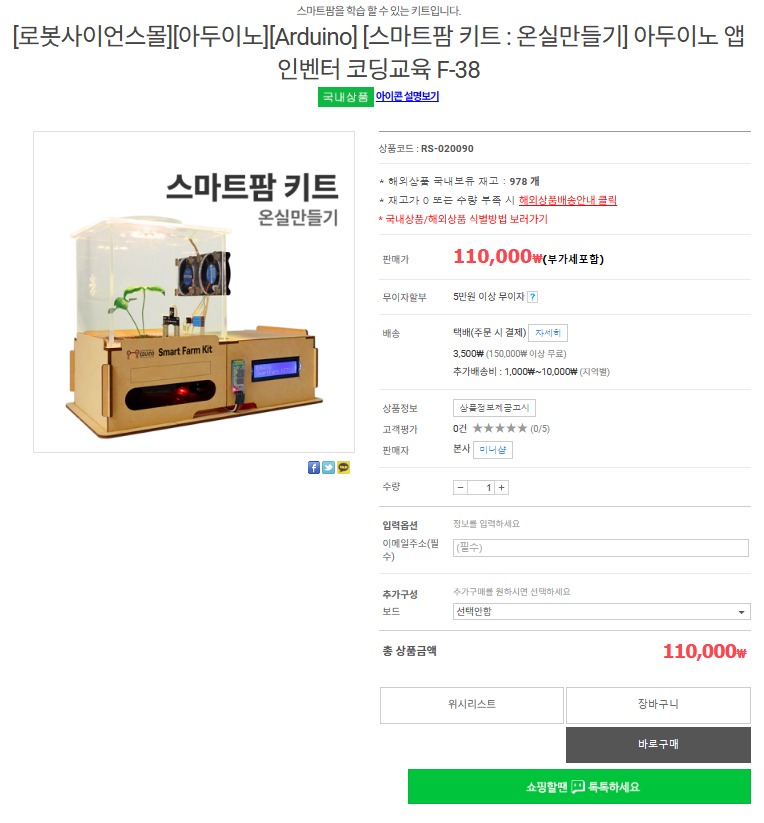 스마트팜을 학습 할 수 있는 키트입니다.
[로봇사이언스몰][아두이노][Arduino] [스마트팜 키트 : 온실만들기] 아두이노 앱
인벤터 코딩교육 F-38
국내상품 아이콘 설명보기
스마트팜 키트
온실만들기
Smart Farm Kit
상품코드 : RS-020090
* 해외상품 국내보유 재고 : 978 개
* 재고가 0 또는 수량 부족 시 해외상품배송안내 클릭
* 국내상품/해외상품 식별방법 보러가기
판매가 110,000₩(부가세포함)
무이자할부 5만원 이상 무이자 ?
배송 택배(주문 시 결제) 자세히
3,500₩ (150,000₩ 이상 무료)
추가배송비 : 1,000₩~10,000₩ (지역별)
상품정보 상품정보제공고시
고객평가 0건 ★★★★★ (0/5)
판매자 본사 미니샵
수량 − 1 +
입력옵션 정보를 입력하세요
이메일주소(필수) (필수)
추가구성 추가구매를 원하시면 선택하세요
보드 선택안함
총 상품금액 110,000₩
위시리스트 장바구니
바로구매
쇼핑할땐 톡톡하세요